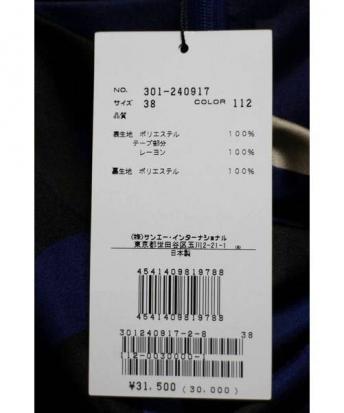 NO. 301-240917
サイズ 38 COLOR 112
品質
表生地 ポリエステル 100%
テープ部分
レーヨン 100%
裏生地 ポリエステル 100%
(株)サンエー・インターナショナル
東京都世田谷区玉川2-21-1
日本製
4541409819788
4541409819788
301240917-2-8 38
112-0030000-
¥31,500 (30,000)